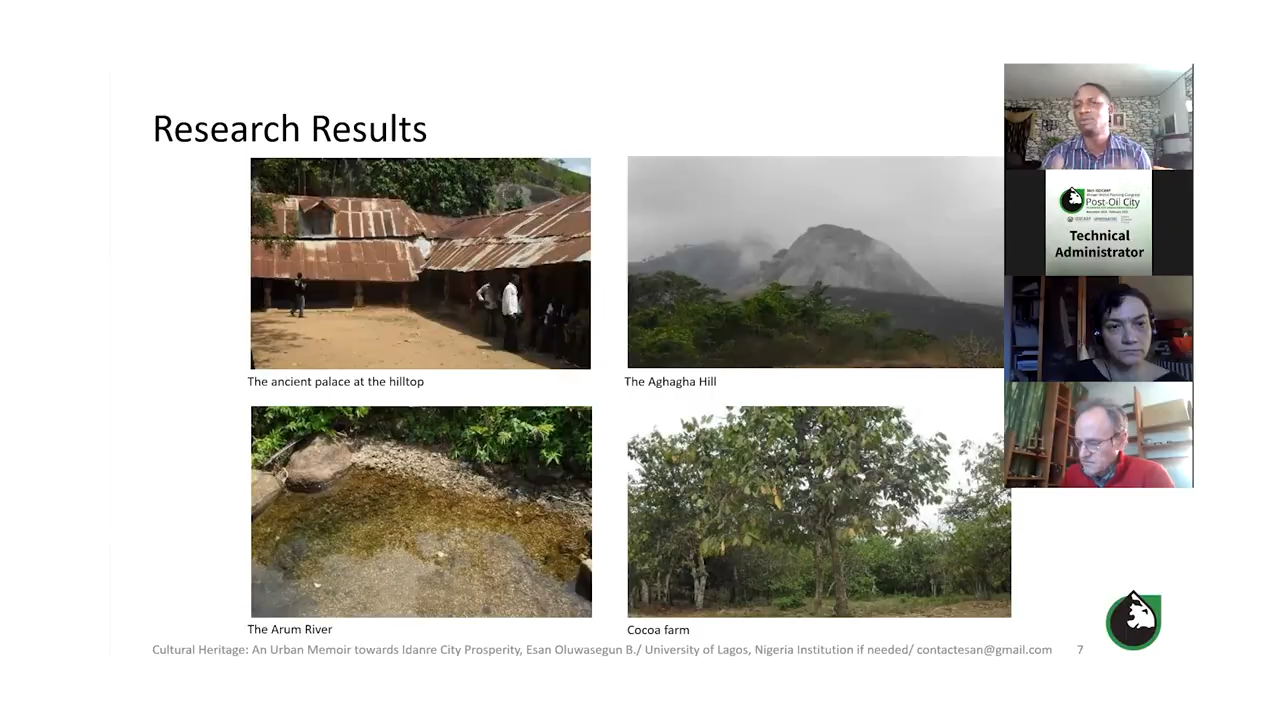 Research Results
The ancient palace at the hilltop
The Aghagha Hill
The Arum River
Cocoa farm
Cultural Heritage: An Urban Memoir towards Idanre City Prosperity, Esan Oluwasegun B./ University of Lagos, Nigeria Institution if needed/ contactesan@gmail.com 7
Post-Oil City
Technical
Administrator